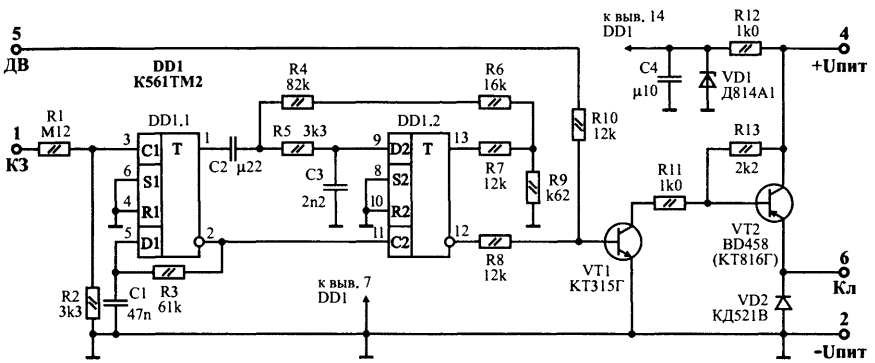 5
ДВ
DD1
К561ТМ2
R4
82k
R6
16k
к выв. 14
DD1
R12
1k0
4
+Uпит
C4
µ10
VD1
Д814А1
R1
М12
1
КЗ
DD1.1
3
C1
T
1
6
S1
4
R1
5
D1
2
C2
µ22
R5
3k3
C3
2n2
DD1.2
9
D2
T
13
8
S2
10
R2
11
C2
12
R7
12k
R10
12k
R9
k62
R8
12k
R11
1k0
R13
2k2
VT1
КТ315Г
VT2
BD458
(КТ816Г)
6
Кл
R2
3k3
C1
47n
R3
61k
к выв. 7
DD1
VD2
КД521В
2
-Uпит